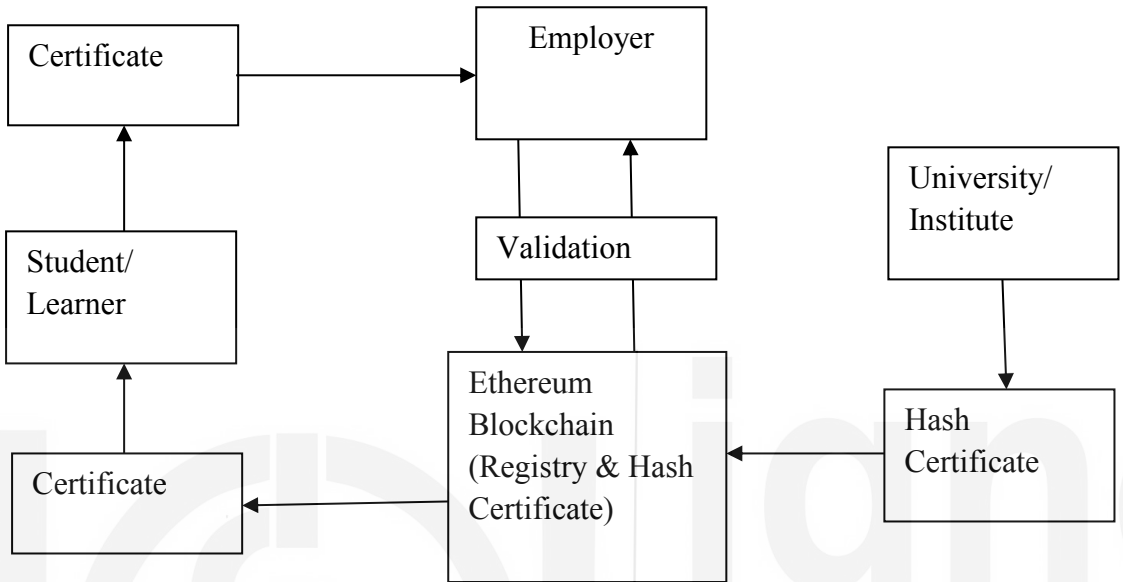 Certificate
Employer
University/
Institute
Validation
Student/
Learner
Ethereum
Blockchain
(Registry & Hash
Certificate)
Hash
Certificate
Certificate